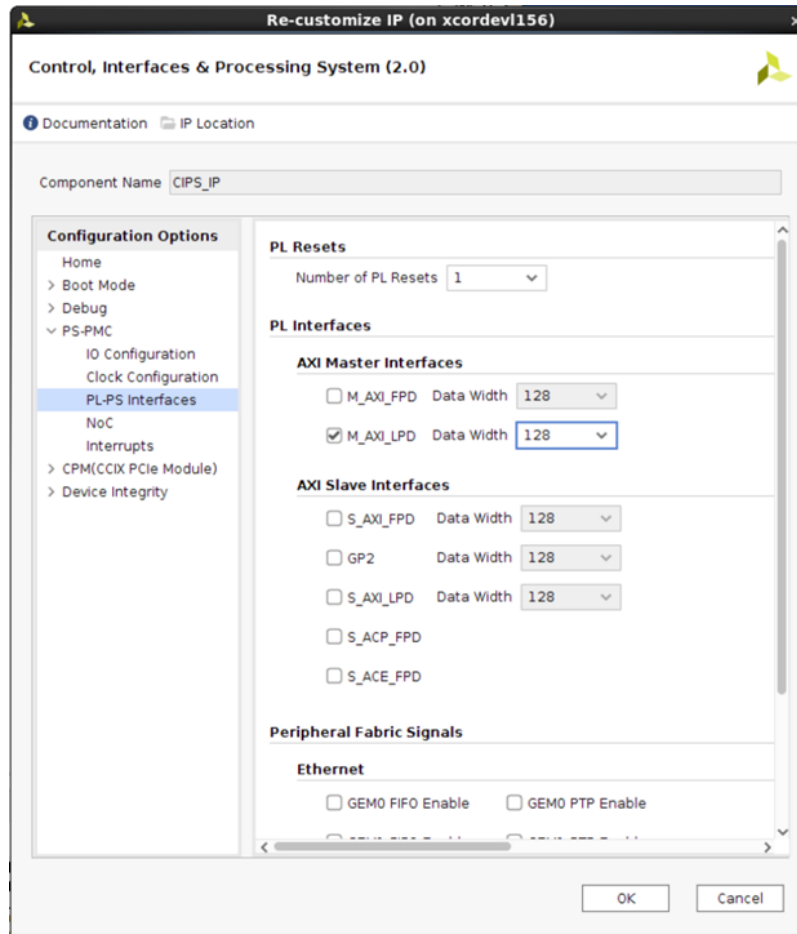 Re-customize IP (on xcordevl156)
Control, Interfaces & Processing System (2.0)
Documentation IP Location
Component Name CIPS_IP
Configuration Options
Home
Boot Mode
Debug
PS-PMC
IO Configuration
Clock Configuration
PL-PS Interfaces
NoC
Interrupts
CPM(CCIX PCIe Module)
Device Integrity
PL Resets
Number of PL Resets 1
PL Interfaces
AXI Master Interfaces
M_AXI_FPD Data Width 128
M_AXI_LPD Data Width 128
AXI Slave Interfaces
S_AXI_FPD Data Width 128
GP2 Data Width 128
S_AXI_LPD Data Width 128
S_ACP_FPD
S_ACE_FPD
Peripheral Fabric Signals
Ethernet
GEM0 FIFO Enable GEM0 PTP Enable
OK Cancel